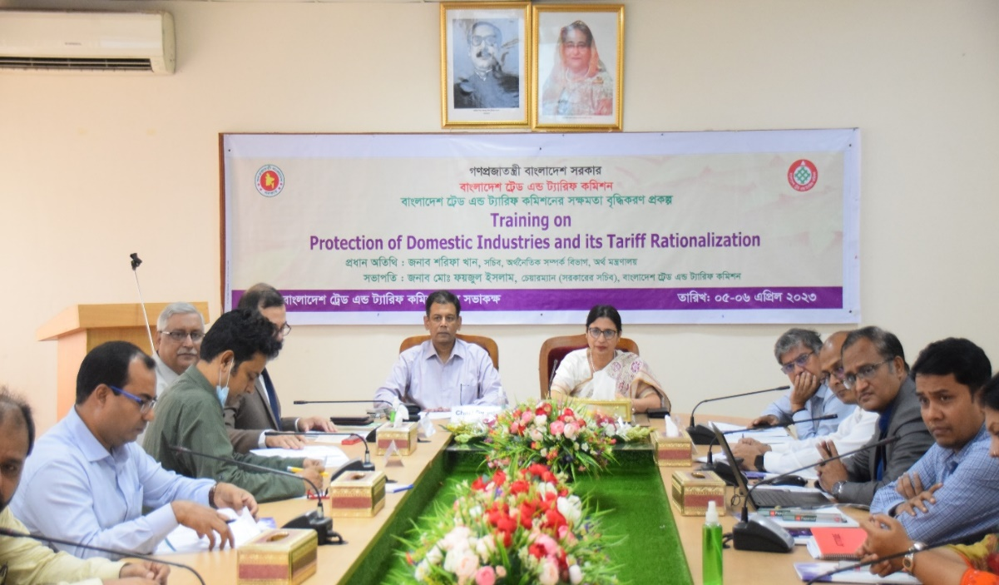 গণপ্রজাতন্ত্রী বাংলাদেশ সরকার
বাংলাদেশ ট্রেড এন্ড ট্যারিফ কমিশন
বাংলাদেশ ট্রেড এন্ড ট্যারিফ কমিশনের সক্ষমতা বৃদ্ধিকরণ প্রকল্প
Training on
Protection of Domestic Industries and its Tariff Rationalization
প্রধান অতিথি : জনাব শরিফা খান, সচিব, অর্থনৈতিক সম্পর্ক বিভাগ, অর্থ মন্ত্রণালয়
সভাপতি : জনাব মোঃ ফয়জুল ইসলাম, চেয়ারম্যান (সরকারের সচিব), বাংলাদেশ ট্রেড এন্ড ট্যারিফ কমিশন
বাংলাদেশ ট্রেড এন্ড ট্যারিফ সভাকক্ষ
তারিখ: ০৫-০৬ এপ্রিল ২০২৩